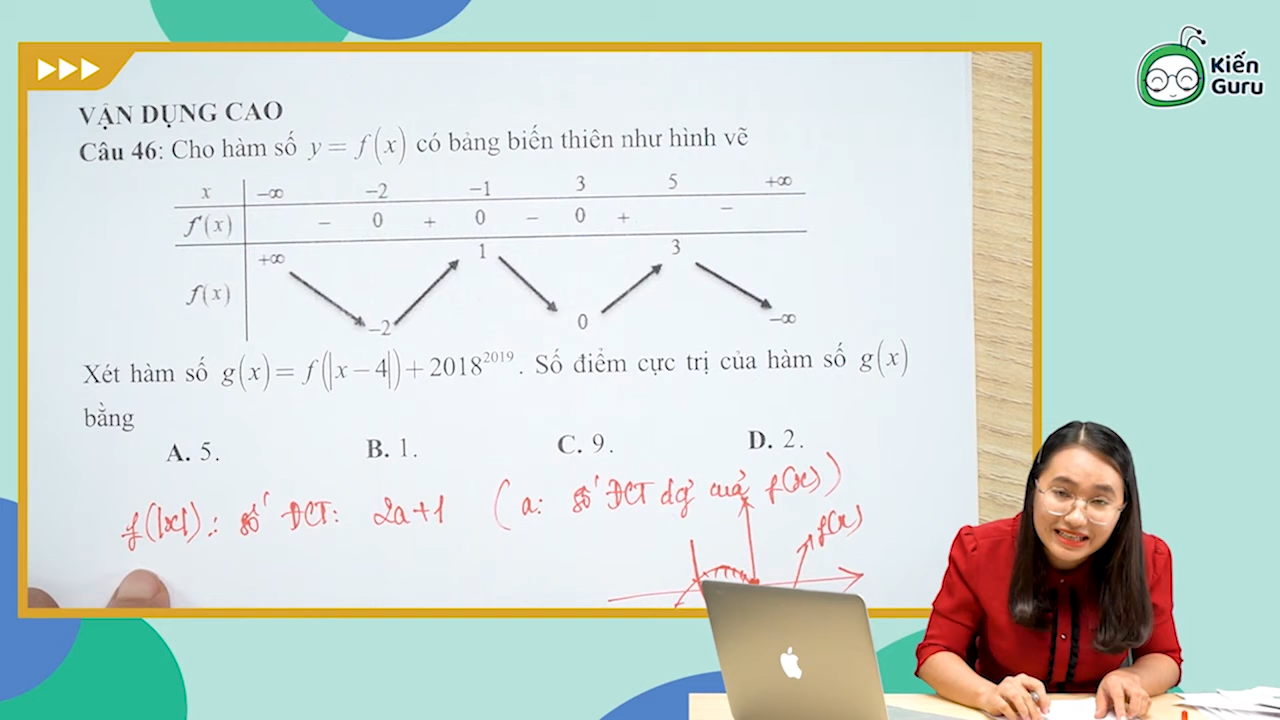 Kiến
Guru
VẬN DỤNG CAO
Câu 46: Cho hàm số y = f(x) có bảng biến thiên như hình vẽ
x −∞ −2 −1 3 5 +∞
f'(x) − 0 + 0 − 0 + −
+∞ 1 3
f(x)
−2 0 −∞
Xét hàm số g(x) = f(|x − 4|) + 2018^2019. Số điểm cực trị của hàm số g(x)
bằng
A. 5. B. 1. C. 9. D. 2.
f(|x|): số ĐCT: 2a+1 (a: số ĐCT dg' của f(x))
f(x)